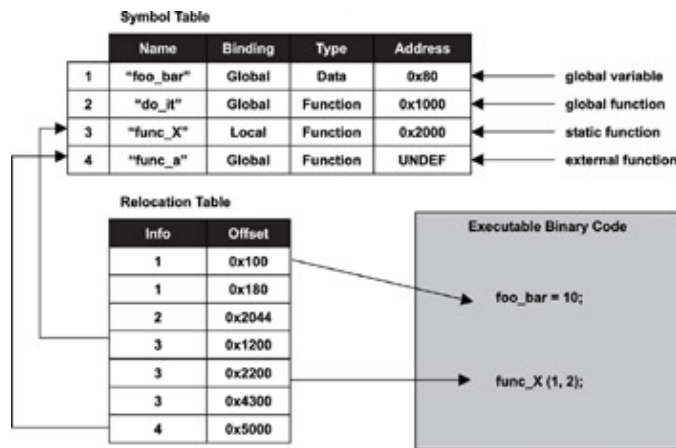 Symbol Table
Name Binding Type Address
1 "foo_bar" Global Data 0x80 global variable
2 "do_it" Global Function 0x1000 global function
3 "func_X" Local Function 0x2000 static function
4 "func_a" Global Function UNDEF external function
Relocation Table
Info Offset
1 0x100
1 0x180
2 0x2044
3 0x1200
3 0x2200
3 0x4300
4 0x5000
Executable Binary Code
foo_bar = 10;
func_X (1, 2);